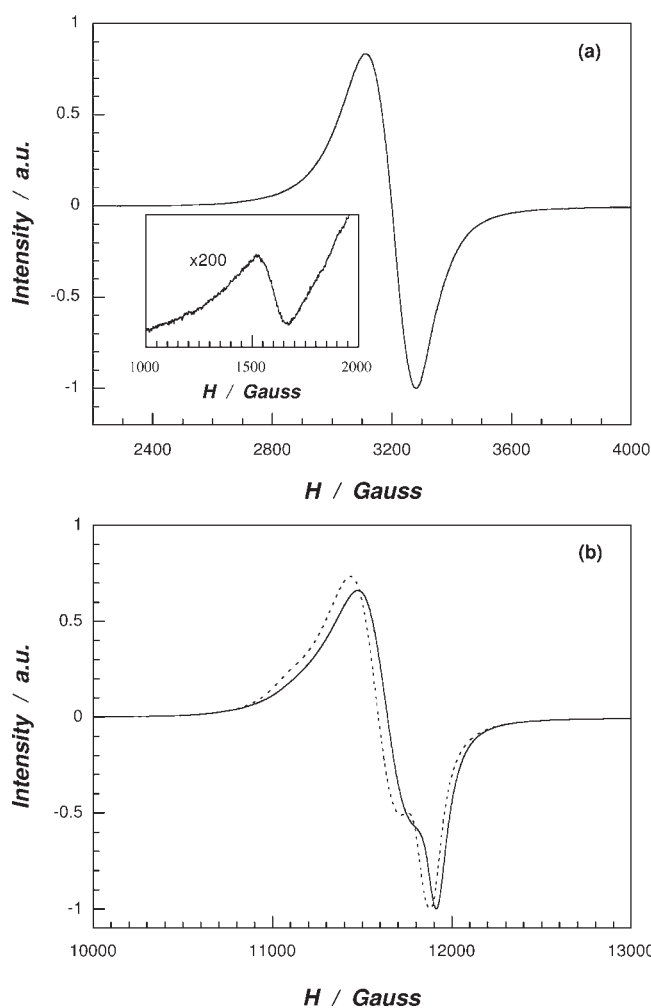 1
(a)
0.5
0
-0.5
-1
Intensity / a.u.
x200
1000 1500 2000
H / Gauss
2400 2800 3200 3600 4000
H / Gauss
1
(b)
0.5
0
-0.5
-1
Intensity / a.u.
10000 11000 12000 13000
H / Gauss